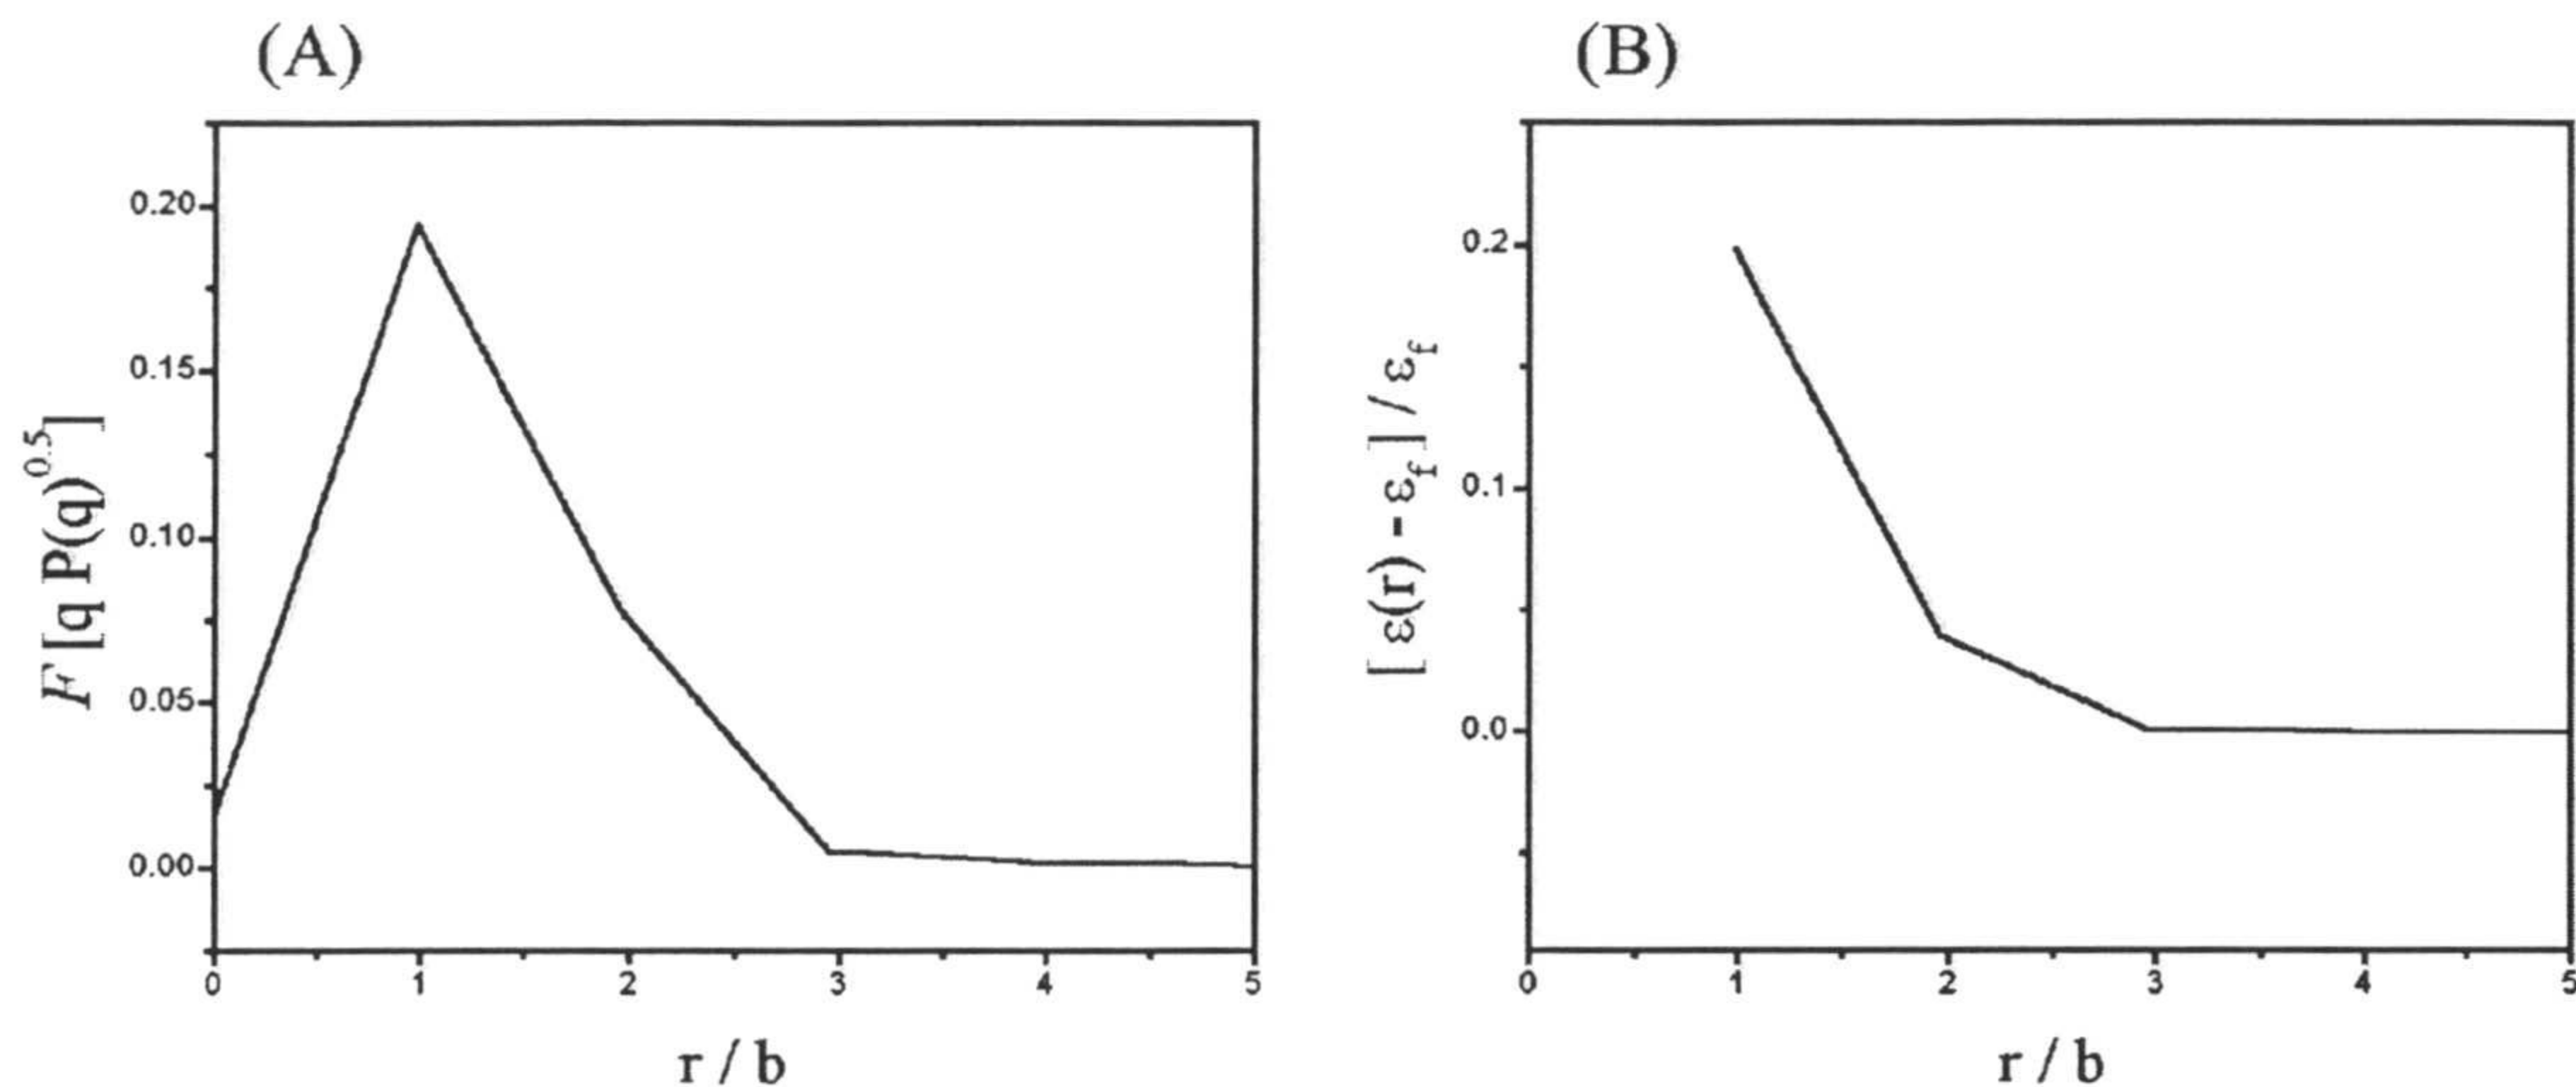 (A)
0.20
0.15
0.10
0.05
0.00
F [q P(q)^0.5]
0 1 2 3 4 5
r / b
(B)
0.2
0.1
0.0
[ ε(r) - ε_f ] / ε_f
0 1 2 3 4 5
r / b